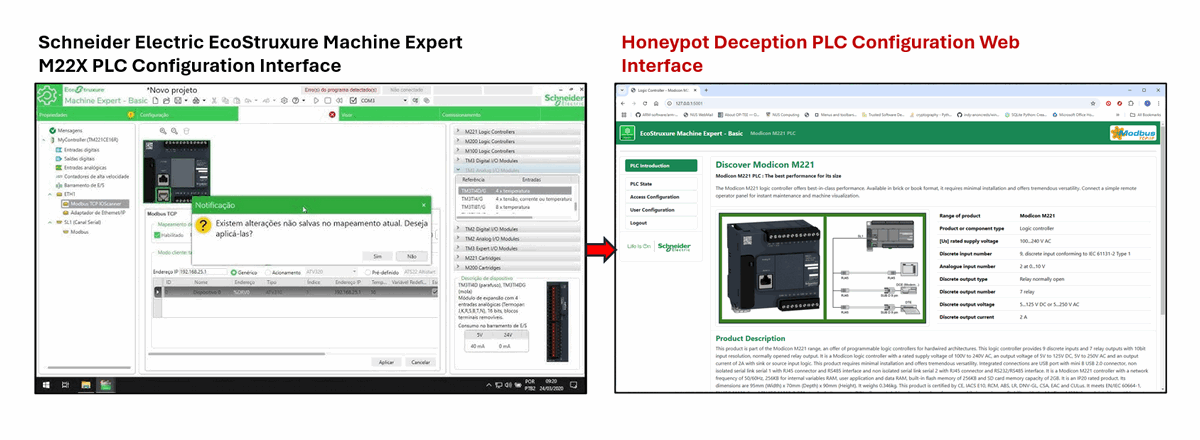 Schneider Electric EcoStruxure Machine Expert
M22X PLC Configuration Interface
Honeypot Deception PLC Configuration Web
Interface
EcoStruxure
Machine Expert - Basic
*Novo projeto
Erro(s) do programa detectado(s)
Não conectado
COM3
Schneider
Propriedades
Configuração
Visor
Comissionamento
Mensagens
MyController (TM221CE16R)
Entradas digitais
Saídas digitais
Entradas analógicas
Contadores de alta velocidade
Barramento de E/S
ETH1
Modbus TCP IOScanner
Adaptador de Ethernet/IP
SL1 (Canal Serial)
Modbus
Modbus TCP
Notificação
Existem alterações não salvas no mapeamento atual. Deseja
aplicá-las?
Sim
Não
Endereço IP 192.168.25.1
Genérico
Acionamento
ATV320
Pré-definido
ID
Nome
Endereço
Tipo
Índice
Endereço IP
Aplicar
Cancelar
M221 Logic Controllers
M200 Logic Controllers
M100 Logic Controllers
TM3 Digital I/O Modules
TM3 Analog I/O Modules
Referência
Entradas
TM3TI4D/G
4 x temperatura
TM3TM3/G
TM3TI8T/G
8 x temperatura
TM2 Digital I/O Modules
TM2 Analog I/O Modules
TM3 Expert I/O Modules
M221 Cartridges
M200 Cartridges
Descrição de dispositivo
TM3TI4D (parafuso), TM3TI4DG
(mola)
Módulo de expansão com 4
entradas analógicas (Termopar
J,K,R,S,B,T,N), 16 bits, blocos
terminais removíveis.
Consumo no barramento de E/S
5V
24V
40 mA
0 mA
POR
PTB2
09:20
24/03/2020
Logic Controller - Modicon M
127.0.0.1:5001
All Bookmarks
EcoStruxure Machine Expert - Basic
Modicon M221 PLC
Modbus
TCP/IP
PLC Introduction
PLC State
Access Configuration
User Configuration
Logout
Life Is On
Schneider
Electric
Discover Modicon M221
Modicon M221 PLC : The best performance for its size
The Modicon M221 logic controller offers best-in-class performance. Available in brick or book format, it requires minimal installation and offers tremendous versatility. Connect a simple remote
operator panel for instant maintenance and machine visualization.
Range of product
Modicon M221
Product or component type
Logic controller
[Us] rated supply voltage
100...240 V AC
Discrete input number
9, discrete input conforming to IEC 61131-2 Type 1
Analogue input number
2 at 0...10 V
Discrete output type
Relay normally open
Discrete output number
7 relay
Discrete output voltage
5...125 V DC or 5...250 V AC
Discrete output current
2 A
Product Description
This product is part of the Modicon M221 range, an offer of programmable logic controllers for hardwired architectures. This logic controller provides 9 discrete inputs and 7 relay outputs with 10bit
input resolution, normally opened relay output. It is a Modicon logic controller with a rated supply voltage of 100V to 240V AC, an output voltage of 5V to 125V DC, 5V to 250V AC and an output
current of 2A with sink or source input logic. This product requires minimal installation and offers tremendous versatility. Integrated connections are USB port with mini B USB 2.0 connector, non
isolated serial link serial 1 with RJ45 connector and RS485 interface and non isolated serial link serial 2 with RJ45 connector and RS232/RS485 interface. It is a Modicon M221 controller with a network
frequency of 50/60Hz, 256KB for internal variables RAM, user application and data RAM, built-in flash memory of 256KB and SD card memory capacity of 2GB. It is an IP20 rated Product. Its
dimensions are 95mm (Width) x 70mm (Depth) x 90mm (Height). It weighs 0.346kg. This product is certified by CE, IACS E10, RCM, ABS, LR, DNV-GL, CSA, EAC and CULus. It meets EN/IEC 60664-1,